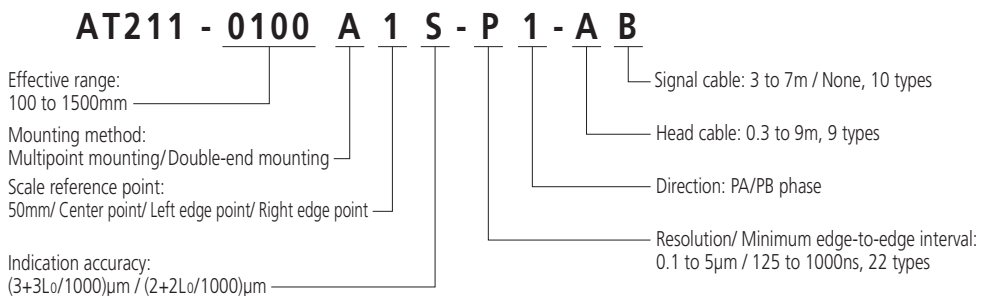 AT211 - 0100 A 1 S - P 1 - A B
Effective range:
100 to 1500mm
Mounting method:
Multipoint mounting/Double-end mounting
Scale reference point:
50mm/ Center point/ Left edge point/ Right edge point
Indication accuracy:
(3+3L0/1000)µm / (2+2L0/1000)µm
Signal cable: 3 to 7m / None, 10 types
Head cable: 0.3 to 9m, 9 types
Direction: PA/PB phase
Resolution/ Minimum edge-to-edge interval:
0.1 to 5µm / 125 to 1000ns, 22 types